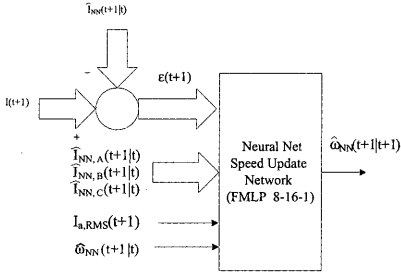 Î_NN(t+1|t)
−
ε(t+1)
I(t+1)
+
Î_NN, A(t+1|t)
Î_NN, B(t+1|t)
Î_NN, C(t+1|t)
I_a,RMS(t+1)
ω̂_NN(t+1|t)
Neural Net
Speed Update
Network
(FMLP 8-16-1)
ω̂_NN(t+1|t+1)